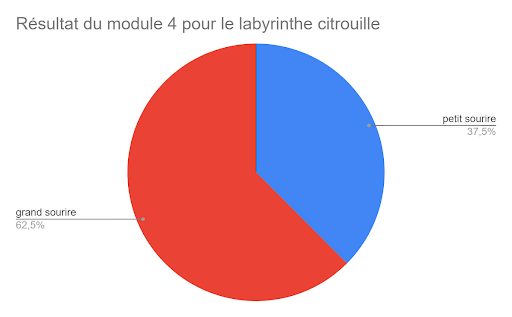 Résultat du module 4 pour le labyrinthe citrouille
petit sourire
37,5%
grand sourire
62,5%